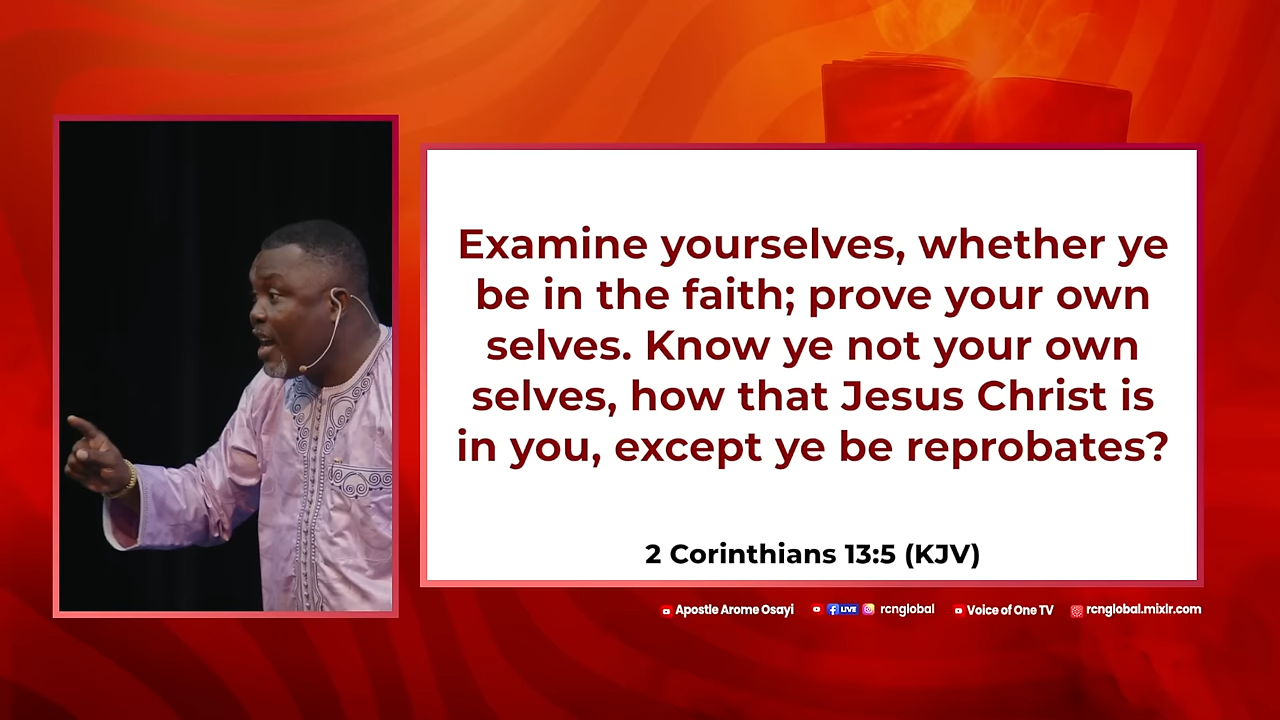 Examine yourselves, whether ye
be in the faith; prove your own
selves. Know ye not your own
selves, how that Jesus Christ is
in you, except ye be reprobates?
2 Corinthians 13:5 (KJV)
Apostle Arome Osayi LIVE rcnglobal Voice of One TV rcnglobal.mixlr.com